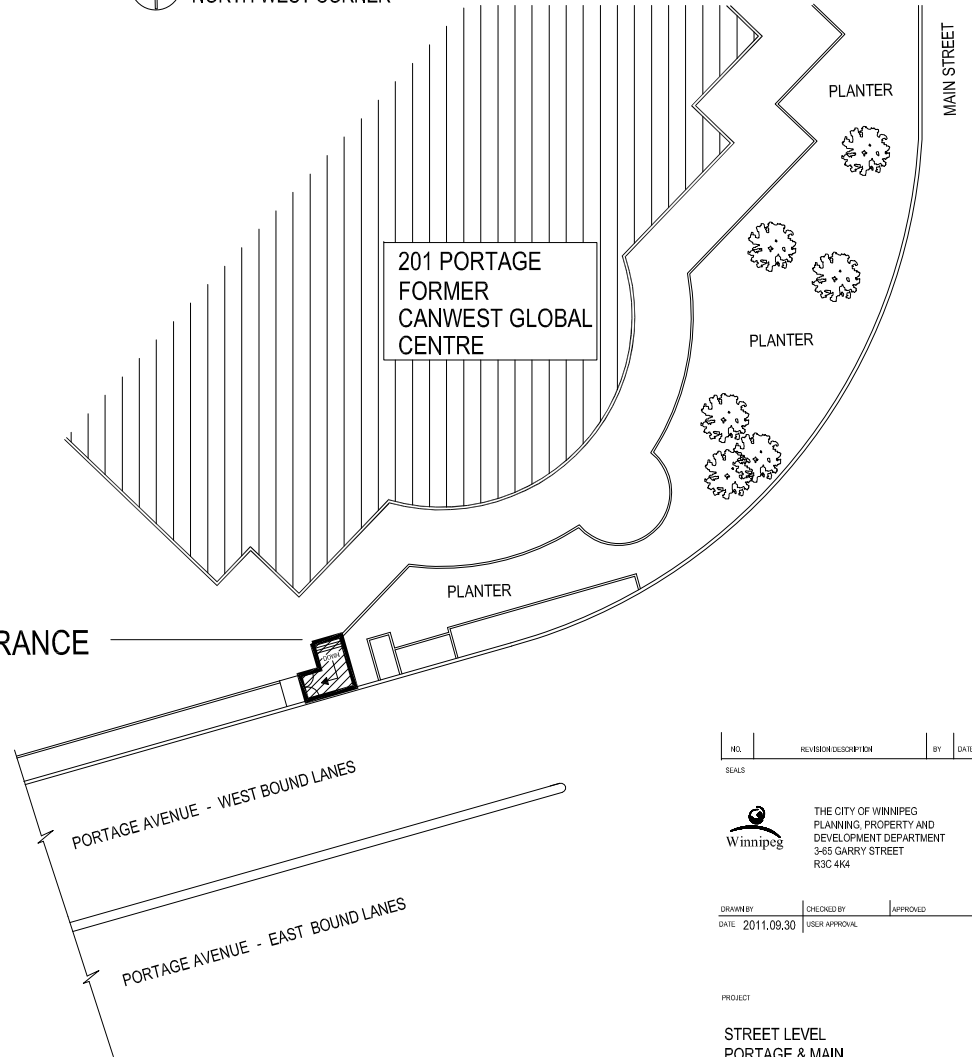 NORTH WEST CORNER
MAIN STREET
PLANTER
201 PORTAGE
FORMER
CANWEST GLOBAL
CENTRE
PLANTER
PLANTER
RANCE
DOWN
PORTAGE AVENUE - WEST BOUND LANES
PORTAGE AVENUE - EAST BOUND LANES
NO. REVISION/DESCRIPTION BY DATE
SEALS
Winnipeg
THE CITY OF WINNIPEG
PLANNING, PROPERTY AND
DEVELOPMENT DEPARTMENT
3-65 GARRY STREET
R3C 4K4
DRAWN BY CHECKED BY APPROVED
DATE 2011.09.30 USER APPROVAL
PROJECT
STREET LEVEL
PORTAGE & MAIN